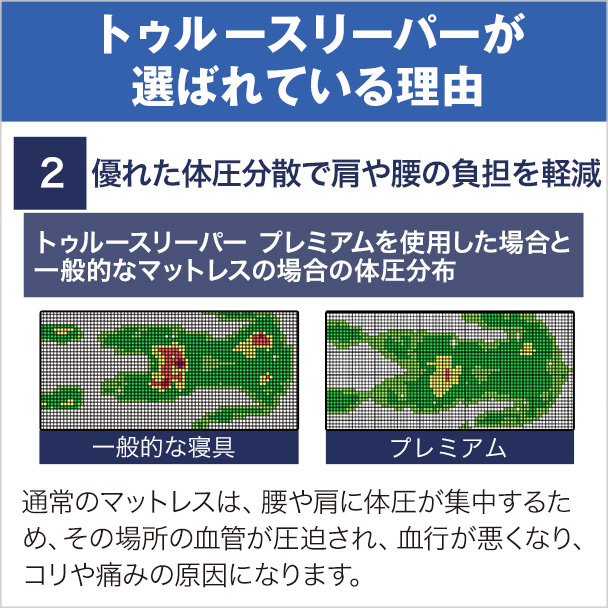 トゥルースリーパーが
選ばれている理由
2 優れた体圧分散で肩や腰の負担を軽減
トゥルースリーパー プレミアムを使用した場合と
一般的なマットレスの場合の体圧分布
一般的な寝具
プレミアム
通常のマットレスは、腰や肩に体圧が集中するた
め、その場所の血管が圧迫され、血行が悪くなり、
コリや痛みの原因になります。